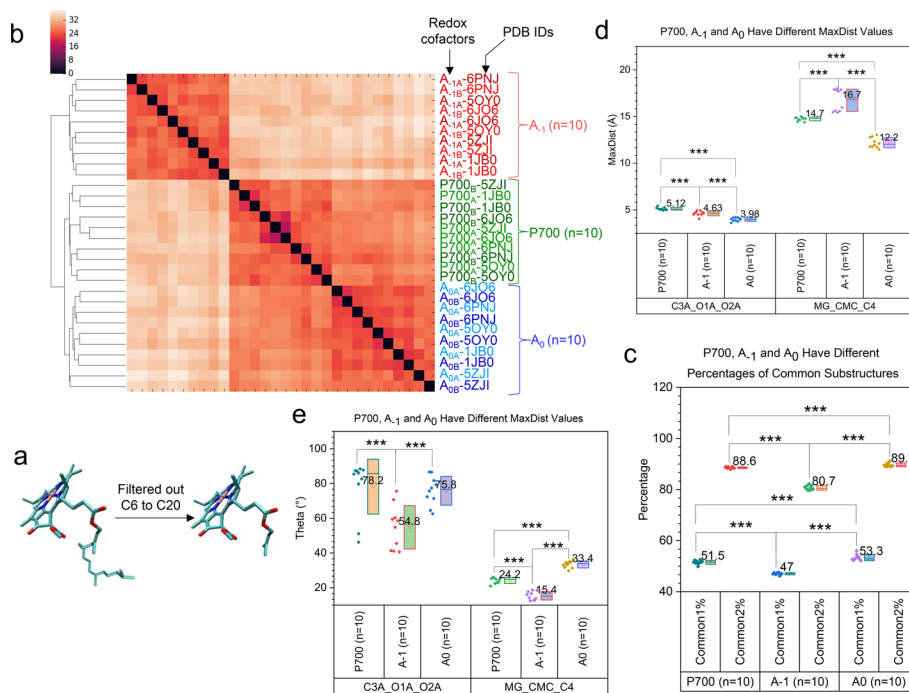 b
32
24
16
8
0
Redox
cofactors
PDB IDs
A-1A-6PNJ
A-1B-6PNJ
A-1A-5OY0
A-1B-6JO6
A-1A-6JO6
A-1B-5OY0
A-1A-5ZJI
A-1B-5ZJI
A-1A-1JB0
A-1B-1JB0
P700B-5ZJI
P700A-1JB0
P700B-1JB0
P700B-6JO6
P700A-5ZJI
P700A-6JO6
P700A-6PNJ
P700B-6PNJ
P700A-5OY0
P700B-5OY0
A0A-6JO6
A0B-6JO6
A0A-6PNJ
A0B-6PNJ
A0A-5OY0
A0B-5OY0
A0A-1JB0
A0B-1JB0
A0A-5ZJI
A0B-5ZJI
A-1 (n=10)
P700 (n=10)
A0 (n=10)
a
Filtered out
C6 to C20
d
P700, A-1 and A0 Have Different MaxDist Values
MaxDist (Å)
20
15
10
5
***
***
***
5.12
4.63
3.98
***
***
***
14.7
16.7
12.2
P700 (n=10)
A-1 (n=10)
A0 (n=10)
P700 (n=10)
A-1 (n=10)
A0 (n=10)
C3A_O1A_O2A
MG_CMC_C4
c
P700, A-1 and A0 Have Different
Percentages of Common Substructures
Percentage
120
100
80
60
40
***
***
***
88.6
80.7
89.
***
***
***
51.5
47
53.3
Common1%
Common2%
Common1%
Common2%
Common1%
Common2%
P700 (n=10)
A-1 (n=10)
A0 (n=10)
e
P700, A-1 and A0 Have Different MaxDist Values
Theta (°)
100
80
60
40
20
***
***
78.2
54.8
75.8
***
***
***
24.2
15.4
33.4
P700 (n=10)
A-1 (n=10)
A0 (n=10)
P700 (n=10)
A-1 (n=10)
A0 (n=10)
C3A_O1A_O2A
MG_CMC_C4